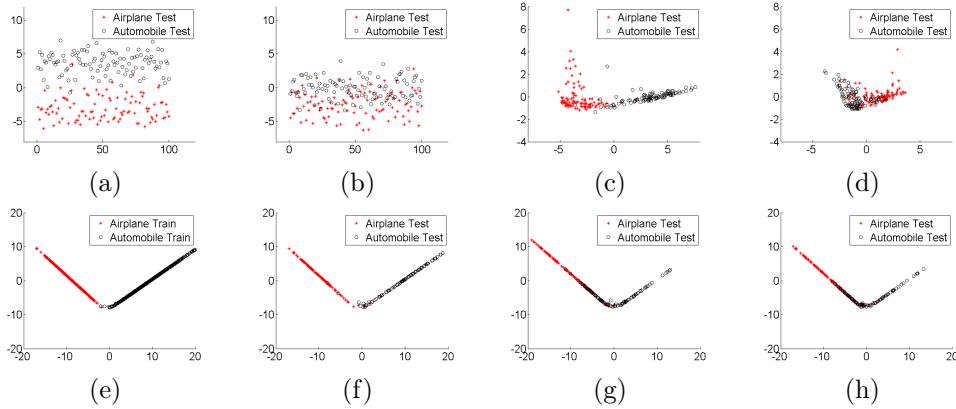 10
5
0
-5
0 50 100
+ Airplane Test
○ Automobile Test
(a)
10
5
0
-5
0 50 100
+ Airplane Test
○ Automobile Test
(b)
8
6
4
2
0
-2
-4
-5 0 5
+ Airplane Test
○ Automobile Test
(c)
8
6
4
2
0
-2
-4
-5 0 5
+ Airplane Test
○ Automobile Test
(d)
20
10
0
-10
-20
-20 -10 0 10 20
+ Airplane Train
○ Automobile Train
(e)
20
10
0
-10
-20
-20 -10 0 10 20
+ Airplane Test
○ Automobile Test
(f)
20
10
0
-10
-20
-20 -10 0 10 20
+ Airplane Test
○ Automobile Test
(g)
20
10
0
-10
-20
-20 -10 0 10 20
+ Airplane Test
○ Automobile Test
(h)